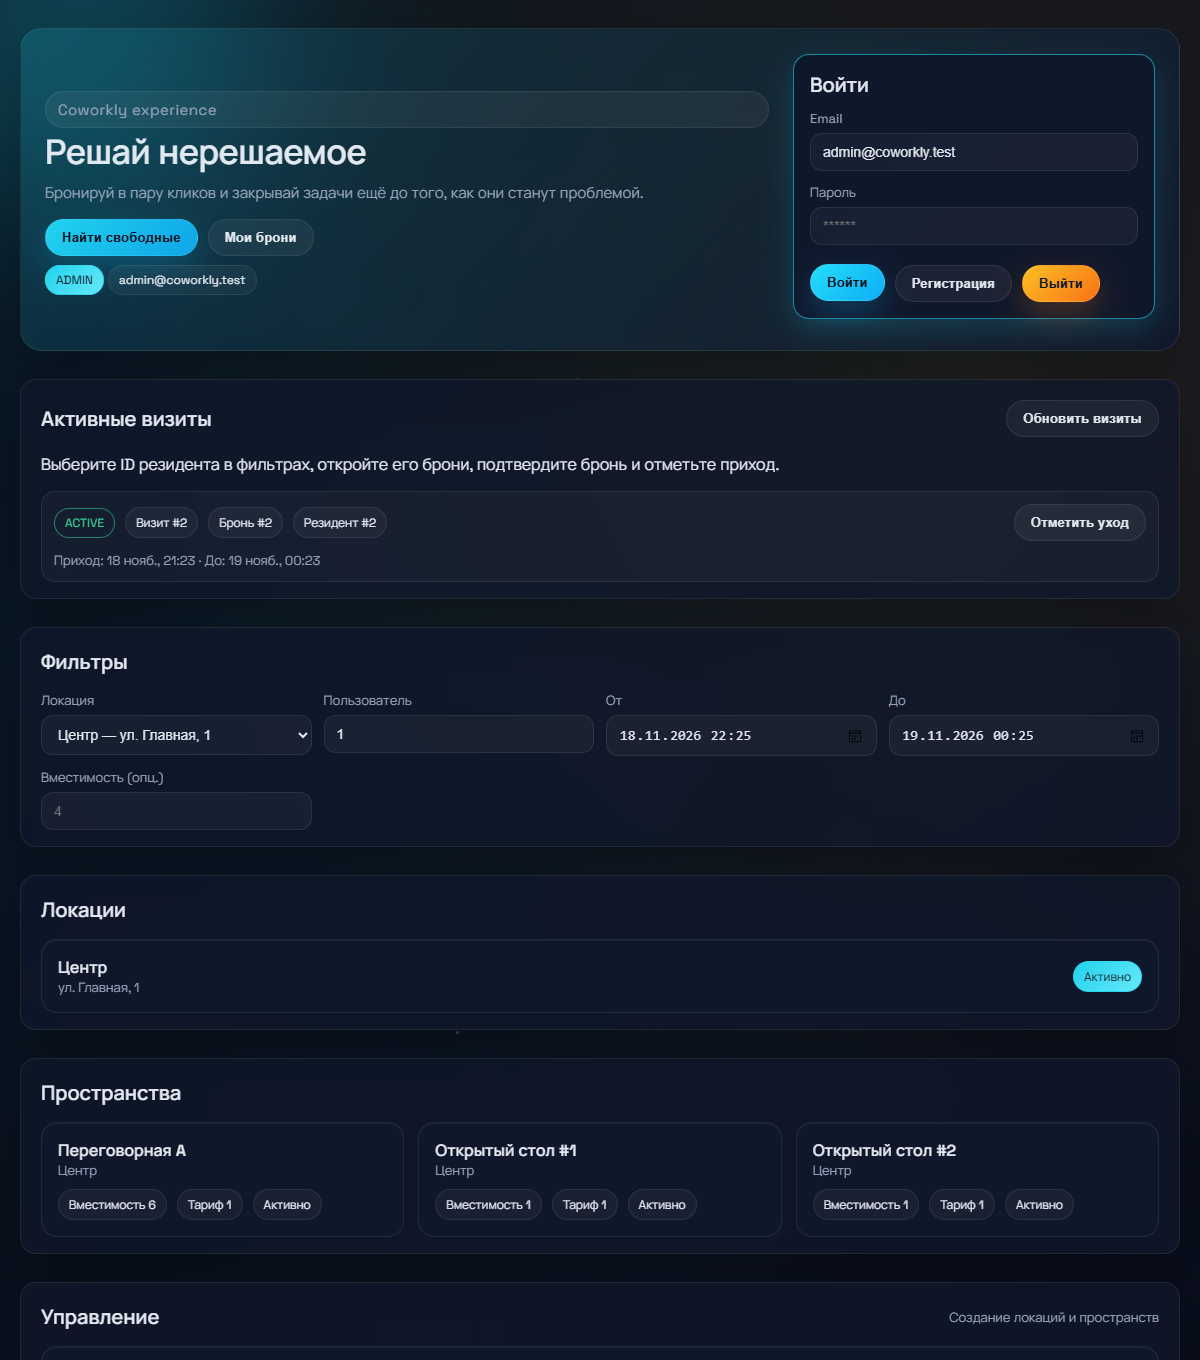 Coworkly experience
Решай нерешаемое
Бронируй в пару кликов и закрывай задачи ещё до того, как они станут проблемой.
Найти свободные
Мои брони
ADMIN
admin@coworkly.test
Войти
Email
admin@coworkly.test
Пароль
******
Войти
Регистрация
Выйти
Активные визиты
Обновить визиты
Выберите ID резидента в фильтрах, откройте его брони, подтвердите бронь и отметьте приход.
ACTIVE
Визит #2
Бронь #2
Резидент #2
Отметить уход
Приход: 18 нояб., 21:23 · До: 19 нояб., 00:23
Фильтры
Локация
Пользователь
От
До
Центр — ул. Главная, 1
1
18.11.2026 22:25
19.11.2026 00:25
Вместимость (опц.)
4
Локации
Центр
ул. Главная, 1
Активно
Пространства
Переговорная A
Центр
Вместимость 6
Тариф 1
Активно
Открытый стол #1
Центр
Вместимость 1
Тариф 1
Активно
Открытый стол #2
Центр
Вместимость 1
Тариф 1
Активно
Управление
Создание локаций и пространств